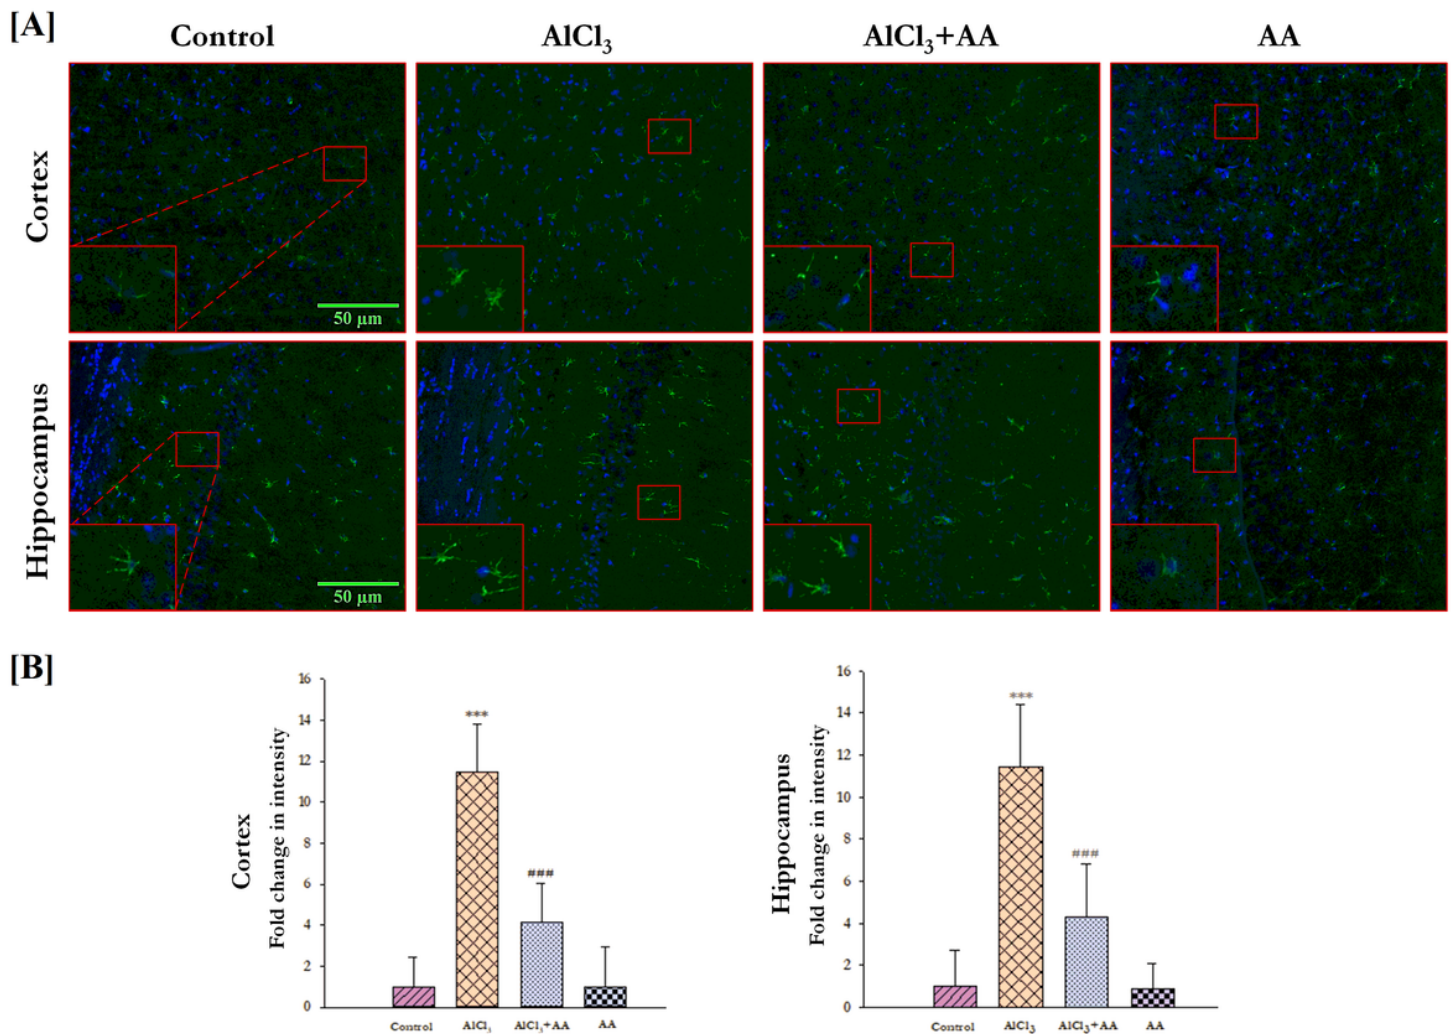 [A]
Control AlCl₃ AlCl₃+AA AA
Cortex
50 µm
Hippocampus
50 µm
[B]
Cortex
Fold change in intensity
16
14
12
10
8
6
4
2
0
***
###
Control AlCl₃ AlCl₃+AA AA
Hippocampus
Fold change in intensity
16
14
12
10
8
6
4
2
0
***
###
Control AlCl₃ AlCl₃+AA AA